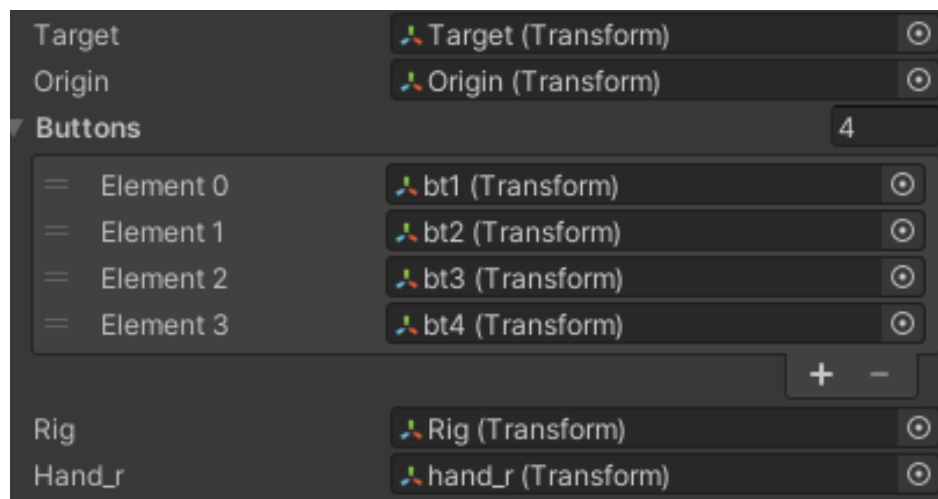 Target Target (Transform)
Origin Origin (Transform)
Buttons 4
Element 0 bt1 (Transform)
Element 1 bt2 (Transform)
Element 2 bt3 (Transform)
Element 3 bt4 (Transform)
+ −
Rig Rig (Transform)
Hand_r hand_r (Transform)